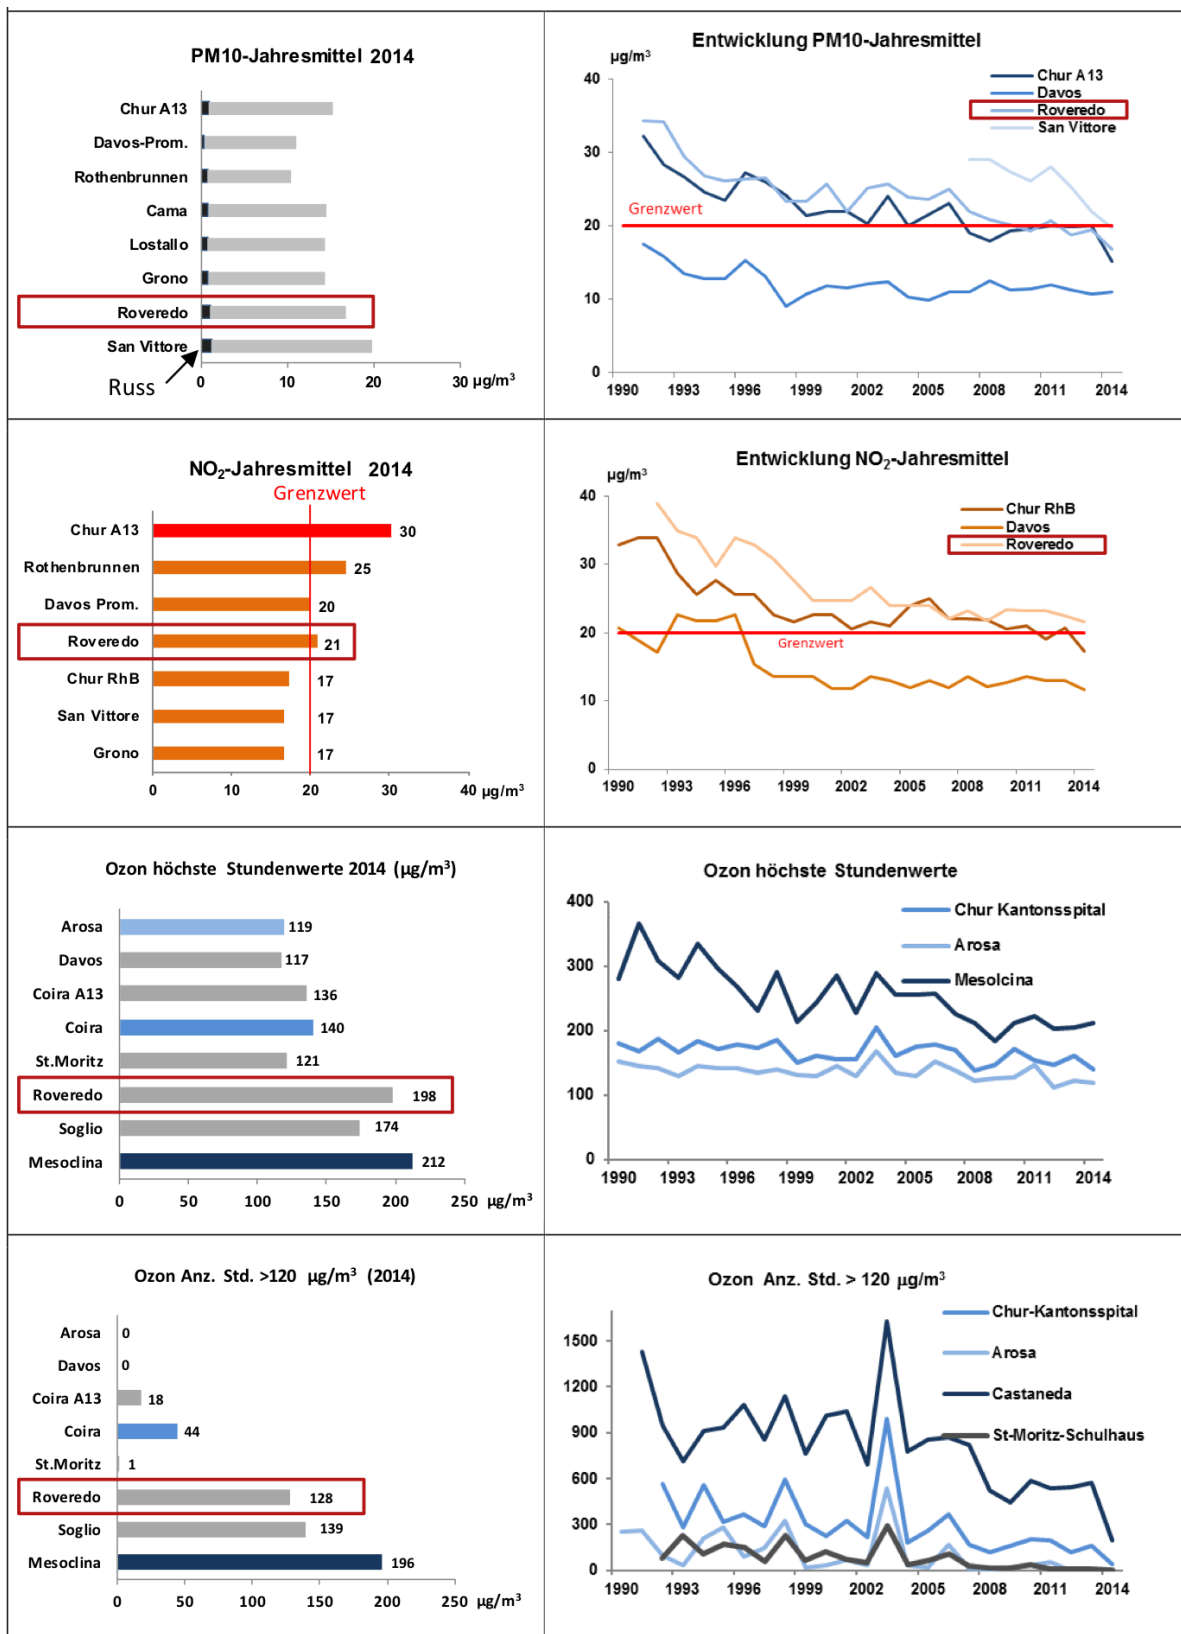 PM10-Jahresmittel 2014
Chur A13
Davos-Prom.
Rothenbrunnen
Cama
Lostallo
Grono
Roveredo
San Vittore
Russ
0 10 20 30 µg/m³
Entwicklung PM10-Jahresmittel
µg/m³
40
30
20
10
0
Chur A13
Davos
Roveredo
San Vittore
Grenzwert
1990 1993 1996 1999 2002 2005 2008 2011 2014
NO₂-Jahresmittel 2014
Grenzwert
Chur A13 30
Rothenbrunnen 25
Davos Prom. 20
Roveredo 21
Chur RhB 17
San Vittore 17
Grono 17
0 10 20 30 40 µg/m³
Entwicklung NO₂-Jahresmittel
µg/m³
40
30
20
10
0
Chur RhB
Davos
Roveredo
Grenzwert
1990 1993 1996 1999 2002 2005 2008 2011 2014
Ozon höchste Stundenwerte 2014 (µg/m³)
Arosa 119
Davos 117
Coira A13 136
Coira 140
St.Moritz 121
Roveredo 198
Soglio 174
Mesoclina 212
0 50 100 150 200 250
µg/m³
Ozon höchste Stundenwerte
400
300
200
100
0
Chur Kantonsspital
Arosa
Mesolcina
1990 1993 1996 1999 2002 2005 2008 2011 2014
Ozon Anz. Std. >120 µg/m³ (2014)
Arosa 0
Davos 0
Coira A13 18
Coira 44
St.Moritz 1
Roveredo 128
Soglio 139
Mesoclina 196
0 50 100 150 200 250
µg/m³
Ozon Anz. Std. > 120 µg/m³
1500
1200
900
600
300
0
Chur-Kantonsspital
Arosa
Castaneda
St-Moritz-Schulhaus
1990 1993 1996 1999 2002 2005 2008 2011 2014